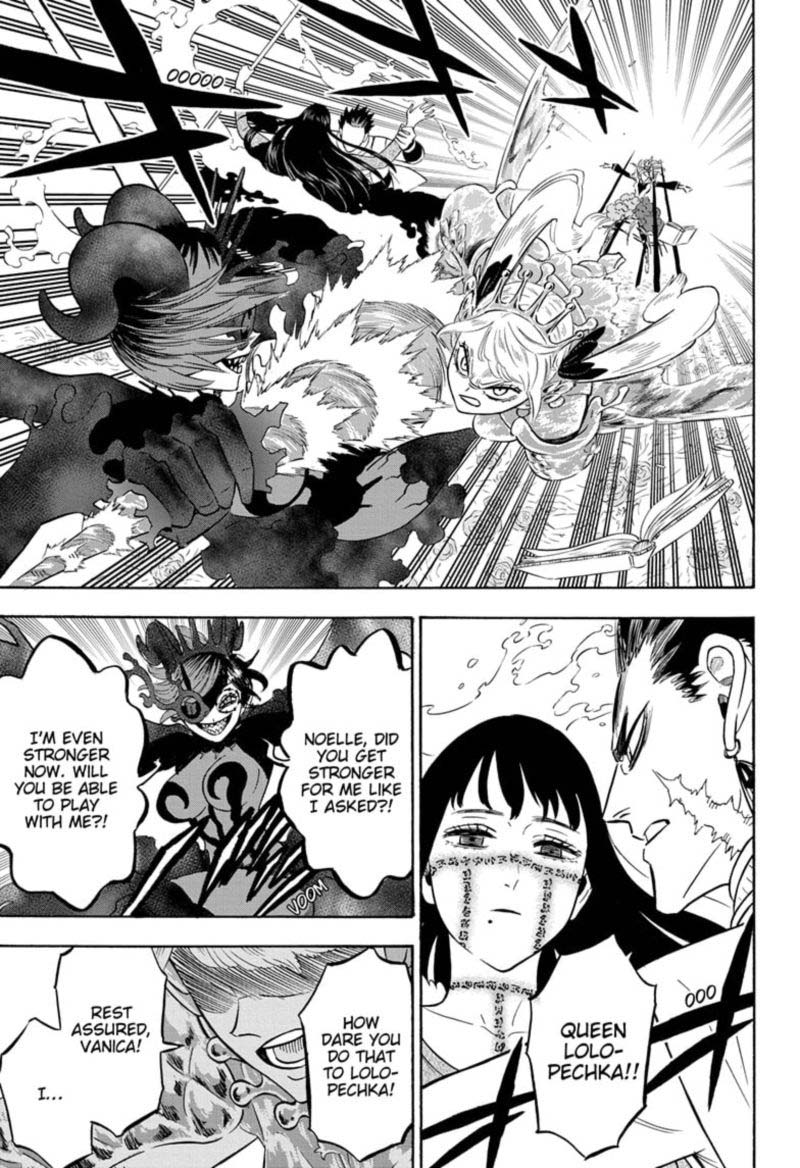 OOOOO
QUEEN
LOLO-
PECHKA!!
OOO
NOELLE, DID
YOU GET
STRONGER
FOR ME LIKE
I ASKED?!
I'M EVEN
STRONGER
NOW. WILL
YOU BE ABLE
TO PLAY
WITH ME?!
VOOM
HOW
DARE YOU
DO THAT
TO LOLO-
PECHKA!
REST
ASSURED,
VANICA!
I...